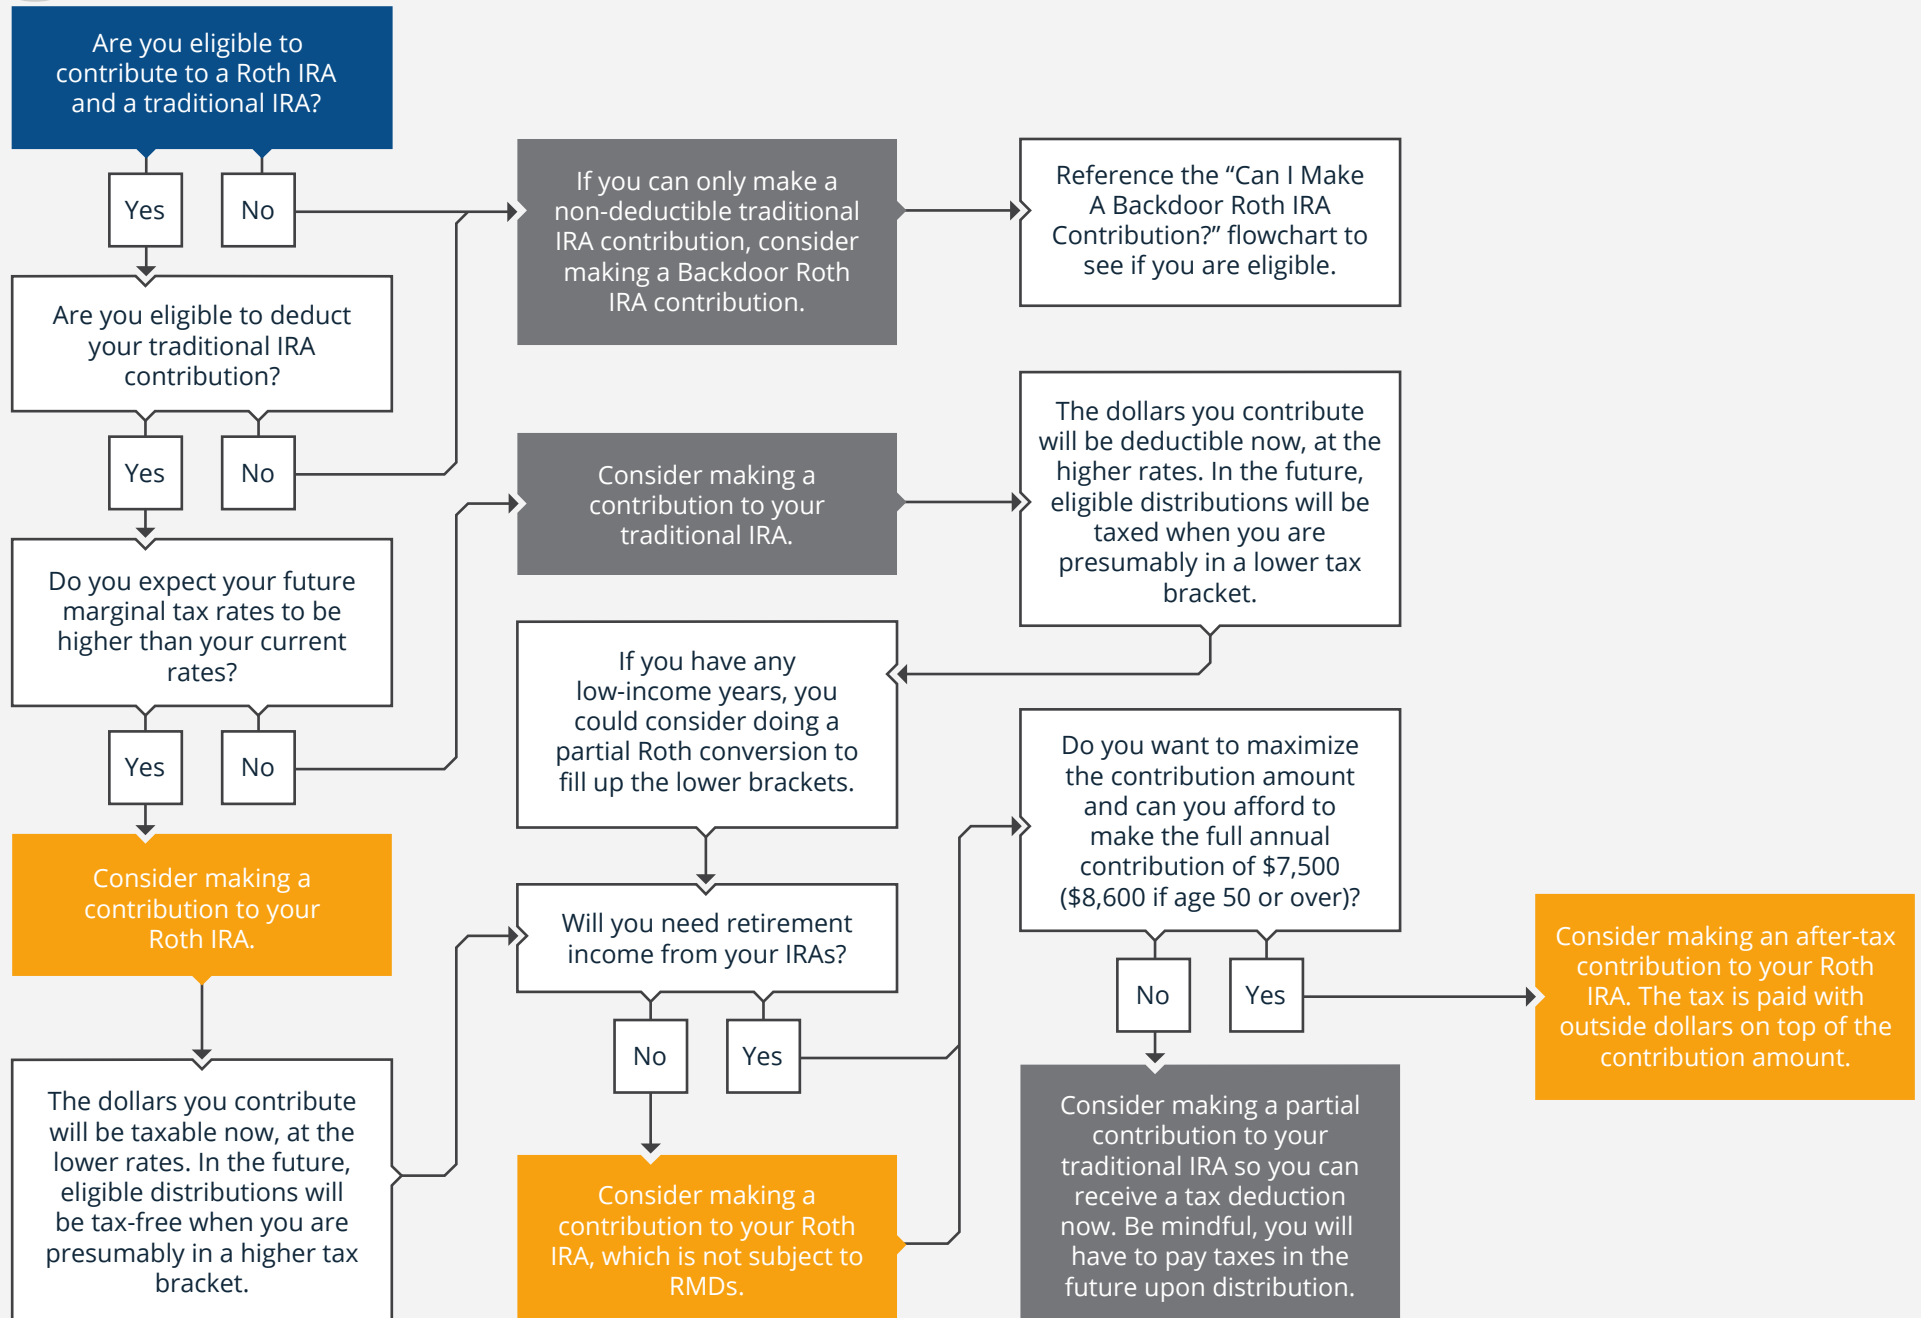 Are you eligible to
contribute to a Roth IRA
and a traditional IRA?
Yes
No
If you can only make a
non-deductible traditional
IRA contribution, consider
making a Backdoor Roth
IRA contribution.
Reference the “Can I Make
A Backdoor Roth IRA
Contribution?” flowchart to
see if you are eligible.
Are you eligible to deduct
your traditional IRA
contribution?
Yes
No
Consider making a
contribution to your
traditional IRA.
The dollars you contribute
will be deductible now, at the
higher rates. In the future,
eligible distributions will be
taxed when you are
presumably in a lower tax
bracket.
Do you expect your future
marginal tax rates to be
higher than your current
rates?
Yes
No
If you have any
low-income years, you
could consider doing a
partial Roth conversion to
fill up the lower brackets.
Do you want to maximize
the contribution amount
and can you afford to
make the full annual
contribution of $7,500
($8,600 if age 50 or over)?
No
Yes
Consider making a
contribution to your
Roth IRA.
Will you need retirement
income from your IRAs?
No
Yes
Consider making an after-tax
contribution to your Roth
IRA. The tax is paid with
outside dollars on top of the
contribution amount.
The dollars you contribute
will be taxable now, at the
lower rates. In the future,
eligible distributions will
be tax-free when you are
presumably in a higher tax
bracket.
Consider making a
contribution to your Roth
IRA, which is not subject to
RMDs.
Consider making a partial
contribution to your
traditional IRA so you can
receive a tax deduction
now. Be mindful, you will
have to pay taxes in the
future upon distribution.